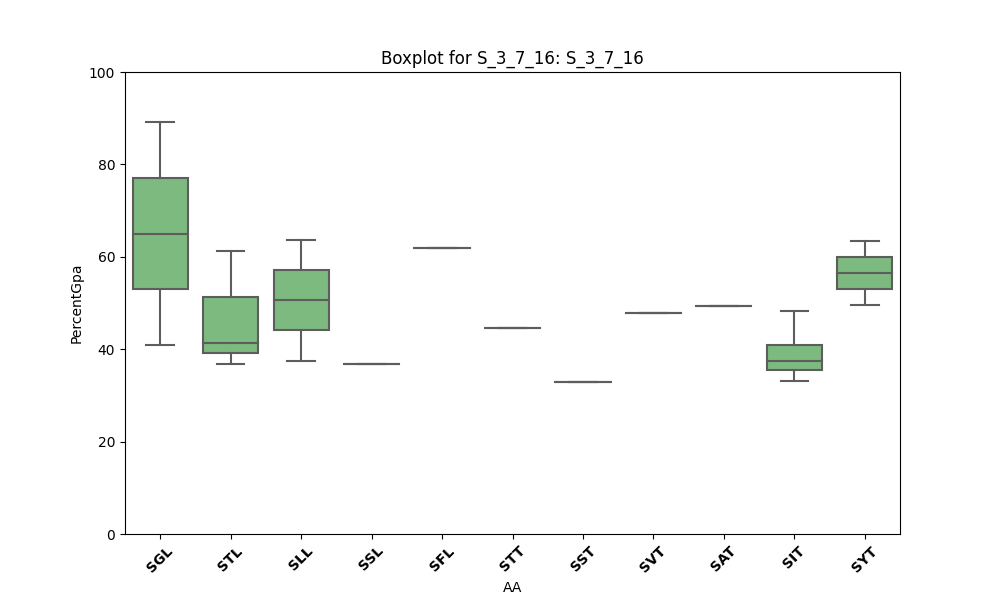 Boxplot for S_3_7_16: S_3_7_16
100
80
60
40
20
0
PercentGpa
SGL
STL
SLL
SSL
SFL
STT
SST
SVT
SAT
SIT
SYT
AA